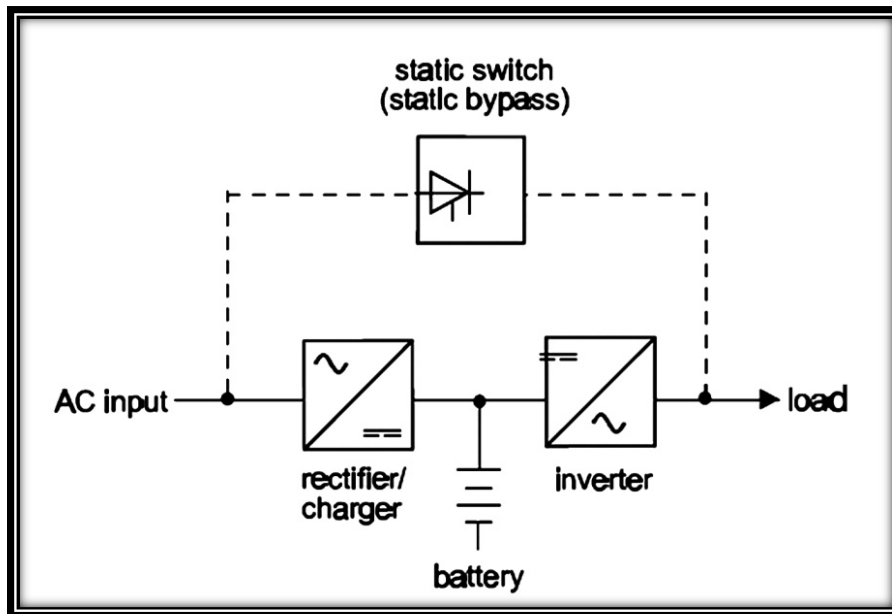 static switch
(static bypass)
AC input
load
rectifier/
charger
inverter
battery